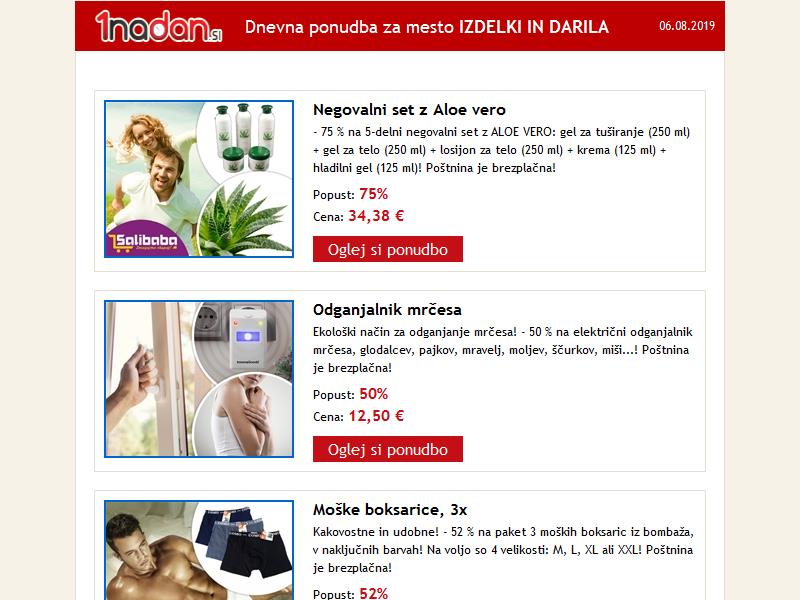 1nadan.si
Dnevna ponudba za mesto IZDELKI IN DARILA
06.08.2019
Negovalni set z Aloe vero
- 75 % na 5-delni negovalni set z ALOE VERO: gel za tuširanje (250 ml)
+ gel za telo (250 ml) + losijon za telo (250 ml) + krema (125 ml) +
hladilni gel (125 ml)! Poštnina je brezplačna!
Popust: 75%
Cena: 34,38 €
Oglej si ponudbo
Salibaba
Odganjalnik mrčesa
Ekološki način za odganjanje mrčesa! - 50 % na električni odganjalnik
mrčesa, glodalcev, pajkov, mravelj, moljev, ščurkov, miši...! Poštnina
je brezplačna!
Popust: 50%
Cena: 12,50 €
Oglej si ponudbo
Moške boksarice, 3x
Kakovostne in udobne! - 52 % na paket 3 moških boksaric iz bombaža,
v naključnih barvah! Na voljo so 4 velikosti: M, L, XL ali XXL! Poštnina
je brezplačna!
Popust: 52%